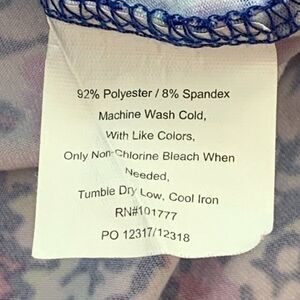 92% Polyester / 8% Spandex
Machine Wash Cold,
With Like Colors,
Only Non-Chlorine Bleach When
Needed,
Tumble Dry Low, Cool Iron
RN#101777
PO 12317/12318